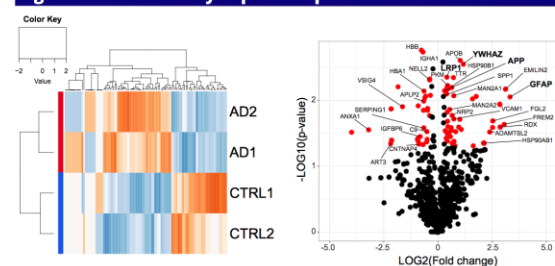 Color Key
-2 -1 0 1 2
Value
AD2
AD1
CTRL1
CTRL2
-LOG10(p-value)
2
1
0.0
-5.0
-2.5
0.0
2.5
5.0
LOG2(Fold change)
HBB
IGHA1
NELL2
HBA1
VSIG4
APLP2
SERPING1
ANXA1
IGFBP6
C9
CNTNAP4
ART3
PKM
LRP1
APOB
HSP90B1
YWHAZ
TTR
APP
SPP1
EMILIN2
MAN2A1
GFAP
MAN2A2
NRP2
VCAM1
FGL2
FREM2
RDX
ADAMTSL2
HSP90AB1